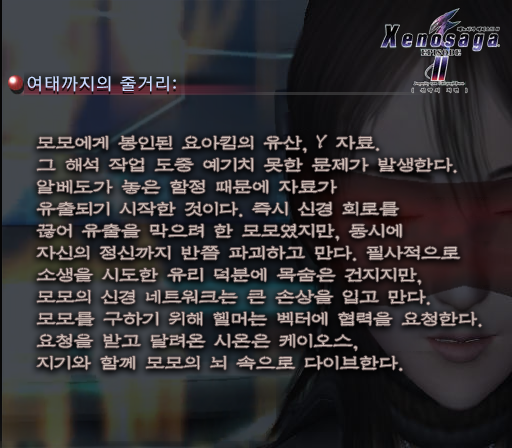 Xenosaga
EPISODE
II
여태까지의 줄거리:
모모에게 봉인된 요아킴의 유산, Y 자료.
그 해석 작업 도중 예기치 못한 문제가 발생한다.
알베도가 놓은 함정 때문에 자료가
유출되기 시작한 것이다. 즉시 신경 회로를
끊어 유출을 막으려 한 모모였지만, 동시에
자신의 정신까지 반쯤 파괴하고 만다. 필사적으로
소생을 시도한 유리 덕분에 목숨은 건지지만,
모모의 신경 네트워크는 큰 손상을 입고 만다.
모모를 구하기 위해 헬머는 벡터에 협력을 요청한다.
요청을 받고 달려온 시온은 케이오스,
지기와 함께 모모의 뇌 속으로 다이브한다.